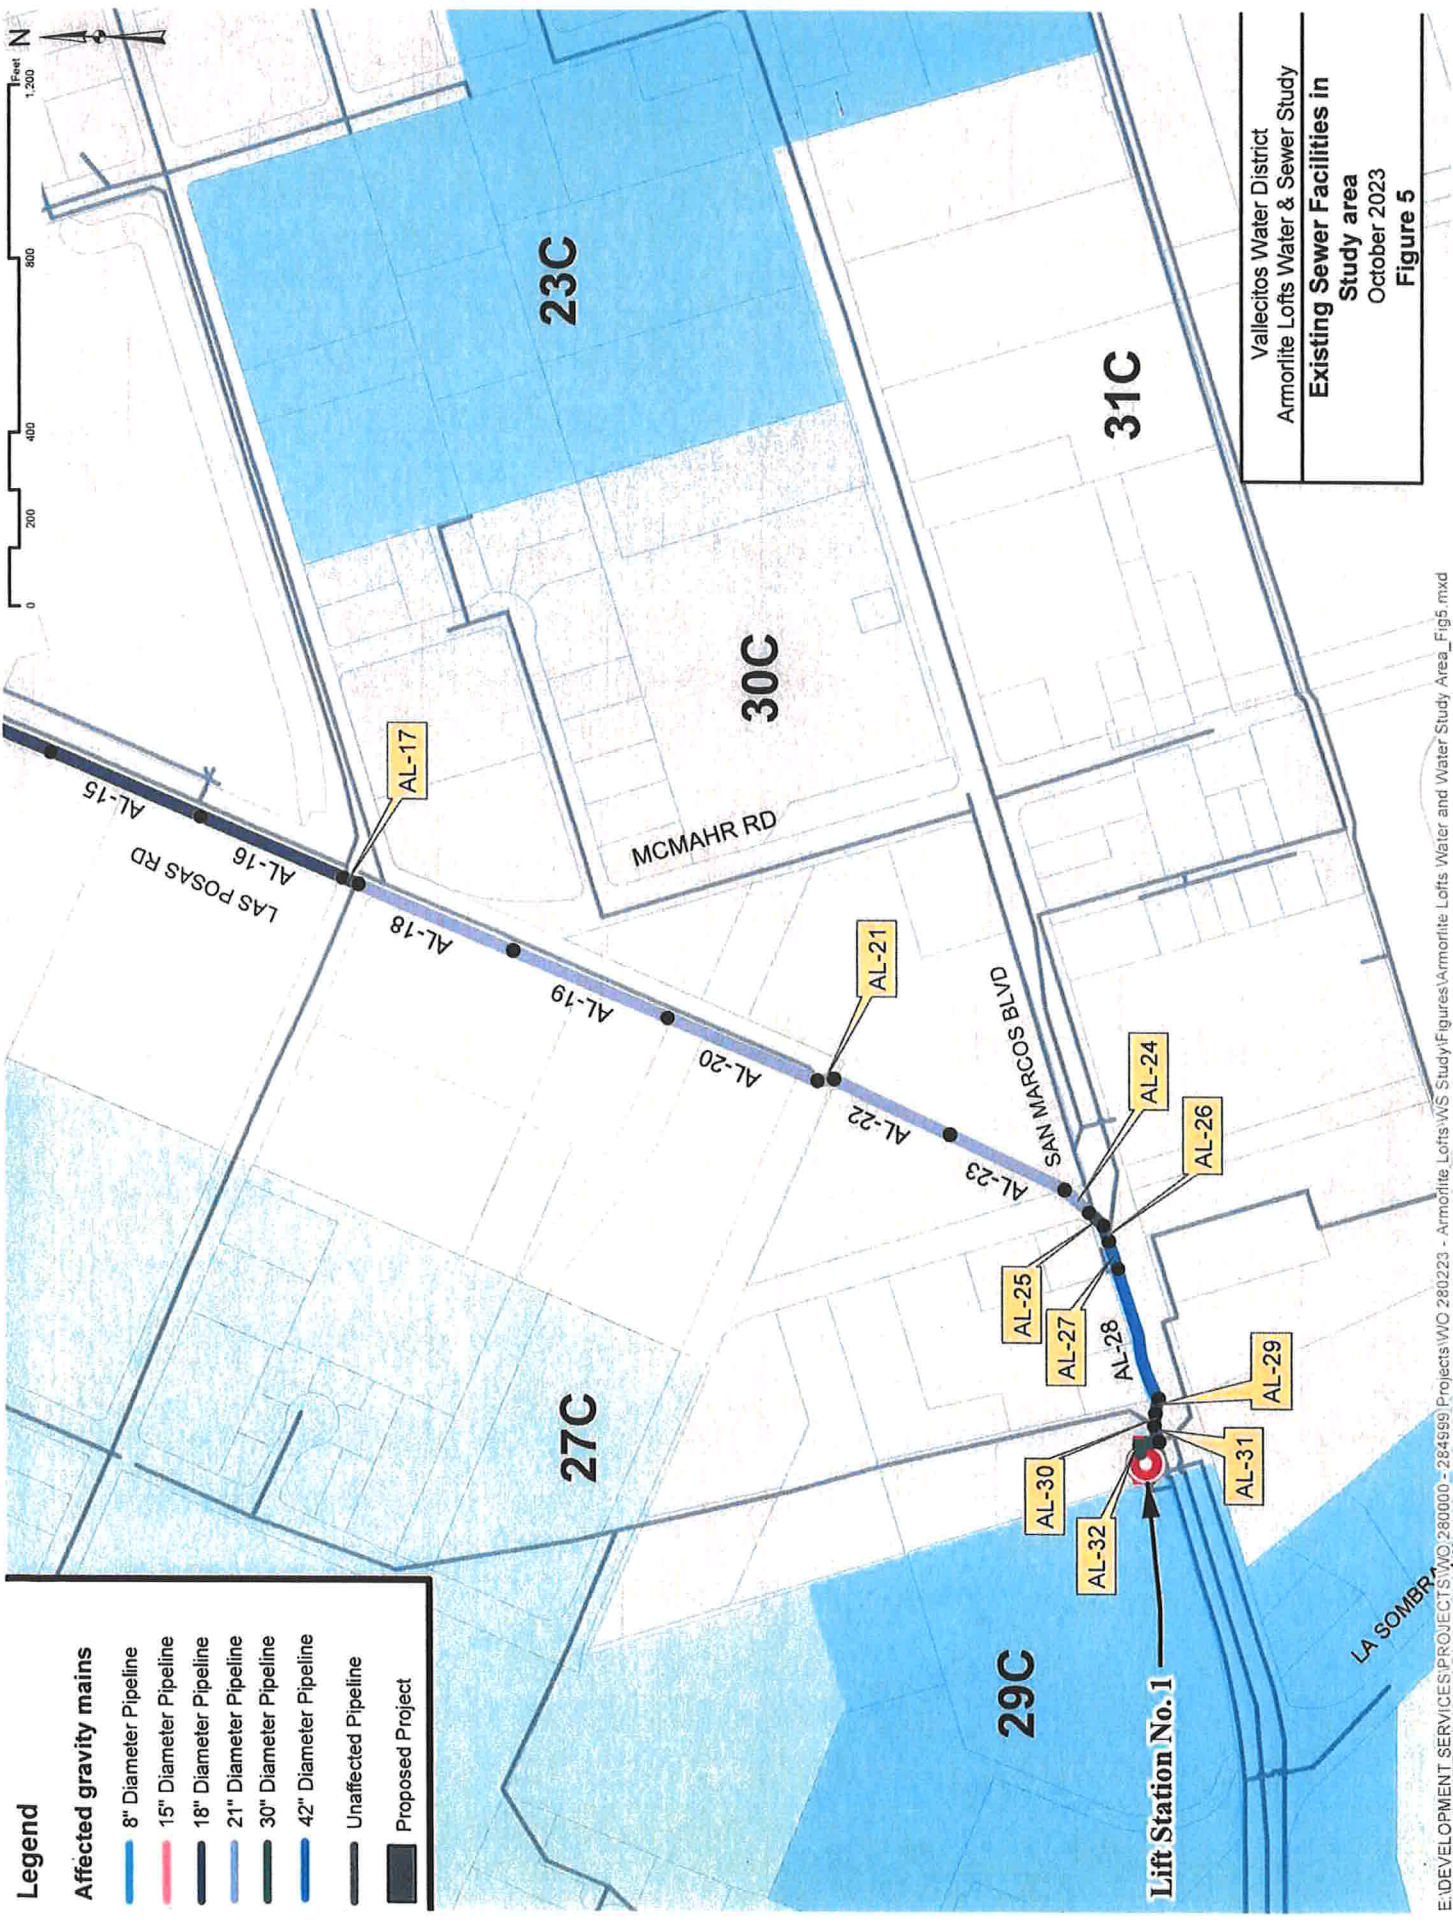 Legend
Affected gravity mains
8" Diameter Pipeline
15" Diameter Pipeline
18" Diameter Pipeline
21" Diameter Pipeline
30" Diameter Pipeline
42" Diameter Pipeline
Unaffected Pipeline
Proposed Project
0 200 400 800 1,200
Feet
N
AL-15
AL-16
LAS POSAS RD
AL-17
AL-18
AL-19
AL-20
AL-21
AL-22
AL-23
MCMAHR RD
SAN MARCOS BLVD
AL-24
AL-25
AL-26
AL-27
AL-28
AL-29
AL-30
AL-31
AL-32
Lift Station No. 1
23C
27C
29C
30C
31C
Vallecitos Water District
Armorlite Lofts Water & Sewer Study
Existing Sewer Facilities in
Study area
October 2023
Figure 5
E:\DEVELOPMENT SERVICES\PROJECTS\WO 280000 - 284999 Projects\WO 280223 - Armorlite Lofts\WS Study\Figures\Armorlite Lofts Water and Water Study Area_Fig5.mxd